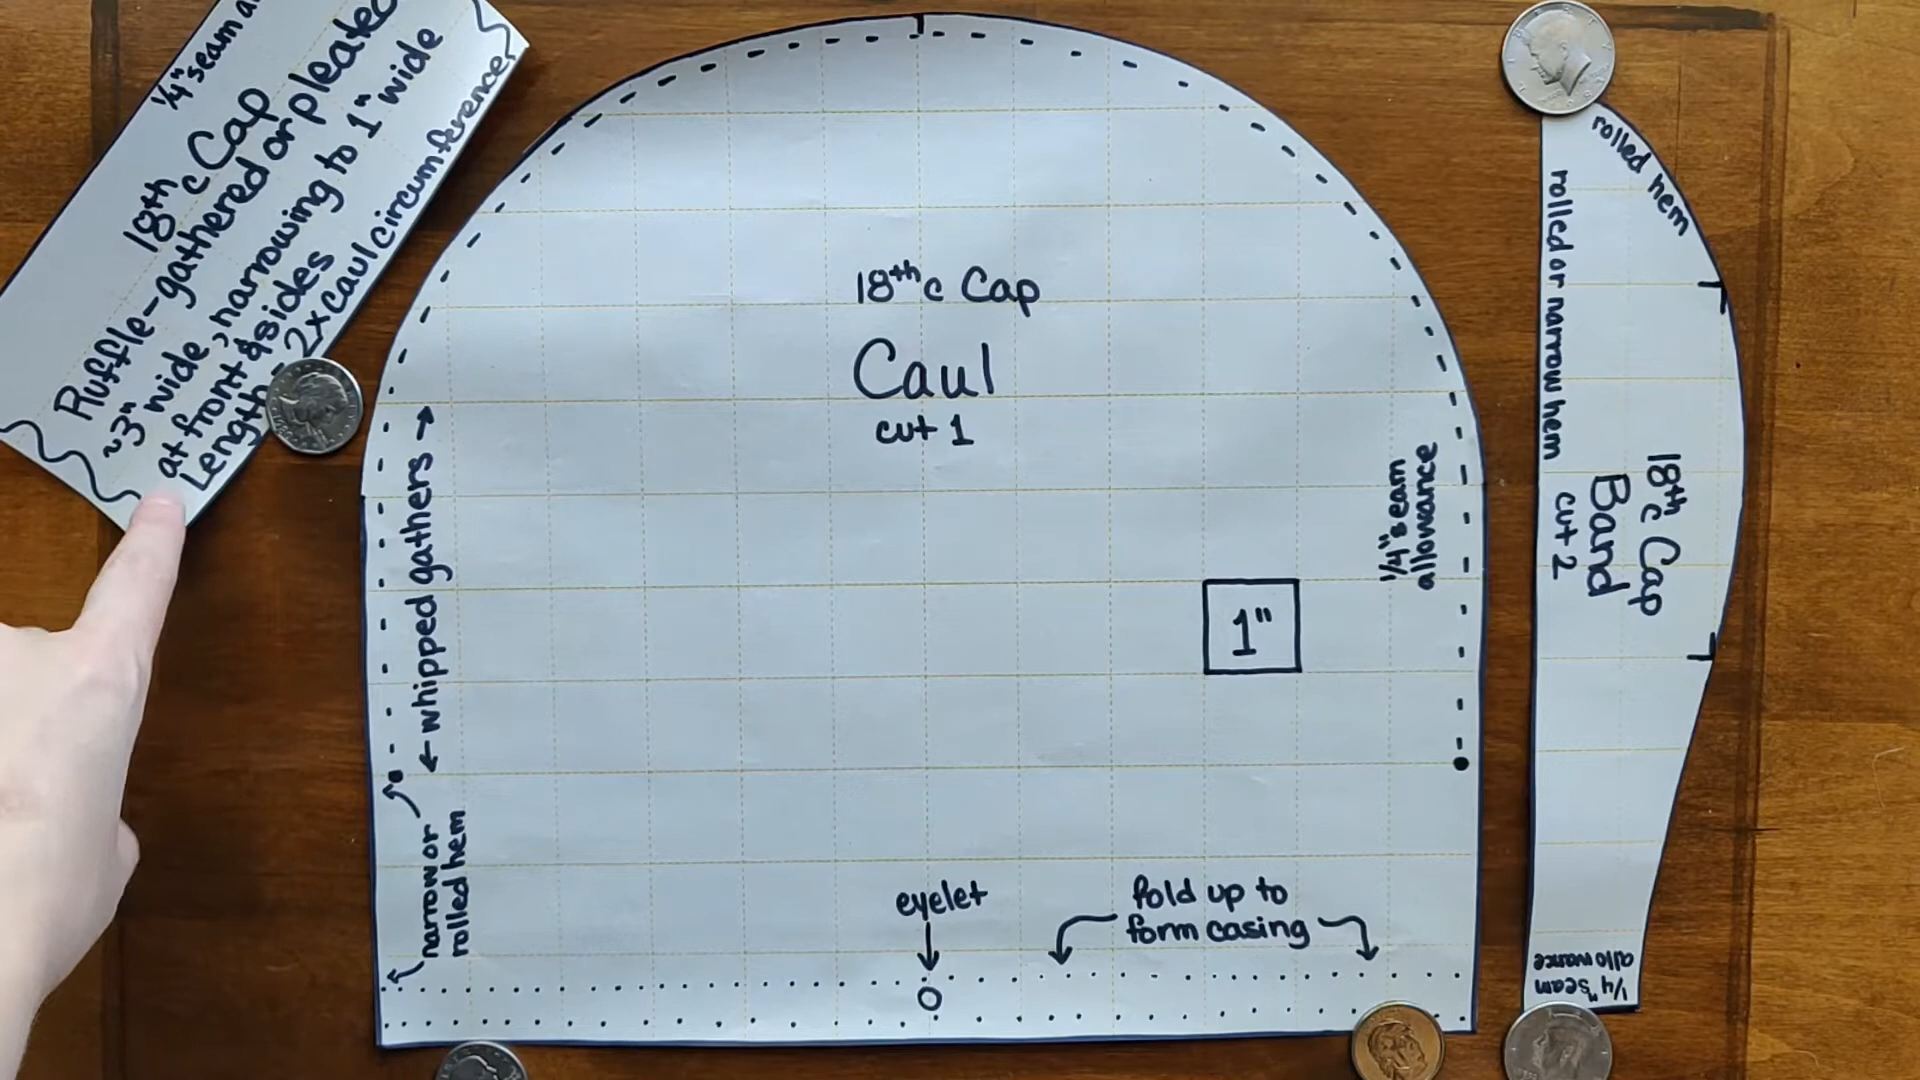 1/4" seam
18th c Cap
Ruffle-gathered or pleated
~3" wide, narrowing to 1" wide
at front & sides
Length = 2x caul circumference
18th c Cap
Caul
cut 1
← whipped gathers →
1/4" seam
allowance
1"
narrow or
rolled hem
eyelet
fold up to
form casing
rolled hem
rolled or narrow hem
18th c Cap
Band
cut 2
1/4" seam
allowance